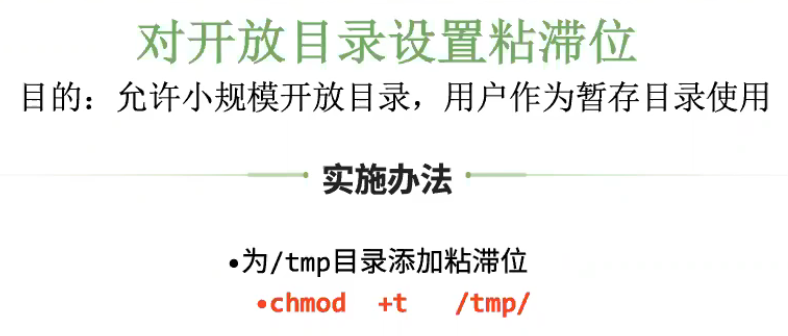 对开放目录设置粘滞位
目的：允许小规模开放目录，用户作为暂存目录使用
实施办法
•为/tmp目录添加粘滞位
•chmod +t /tmp/